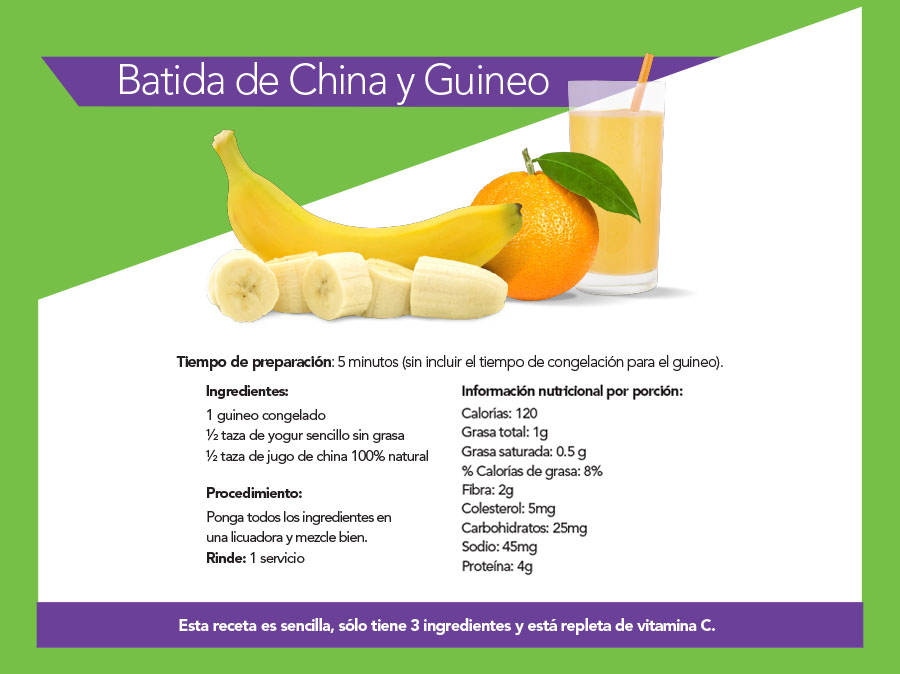 Batida de China y Guineo
Tiempo de preparación: 5 minutos (sin incluir el tiempo de congelación para el guineo).
Ingredientes:
1 guineo congelado
½ taza de yogur sencillo sin grasa
½ taza de jugo de china 100% natural
Procedimiento:
Ponga todos los ingredientes en
una licuadora y mezcle bien.
Rinde: 1 servicio
Información nutricional por porción:
Calorías: 120
Grasa total: 1g
Grasa saturada: 0.5 g
% Calorías de grasa: 8%
Fibra: 2g
Colesterol: 5mg
Carbohidratos: 25mg
Sodio: 45mg
Proteína: 4g
Esta receta es sencilla, sólo tiene 3 ingredientes y está repleta de vitamina C.